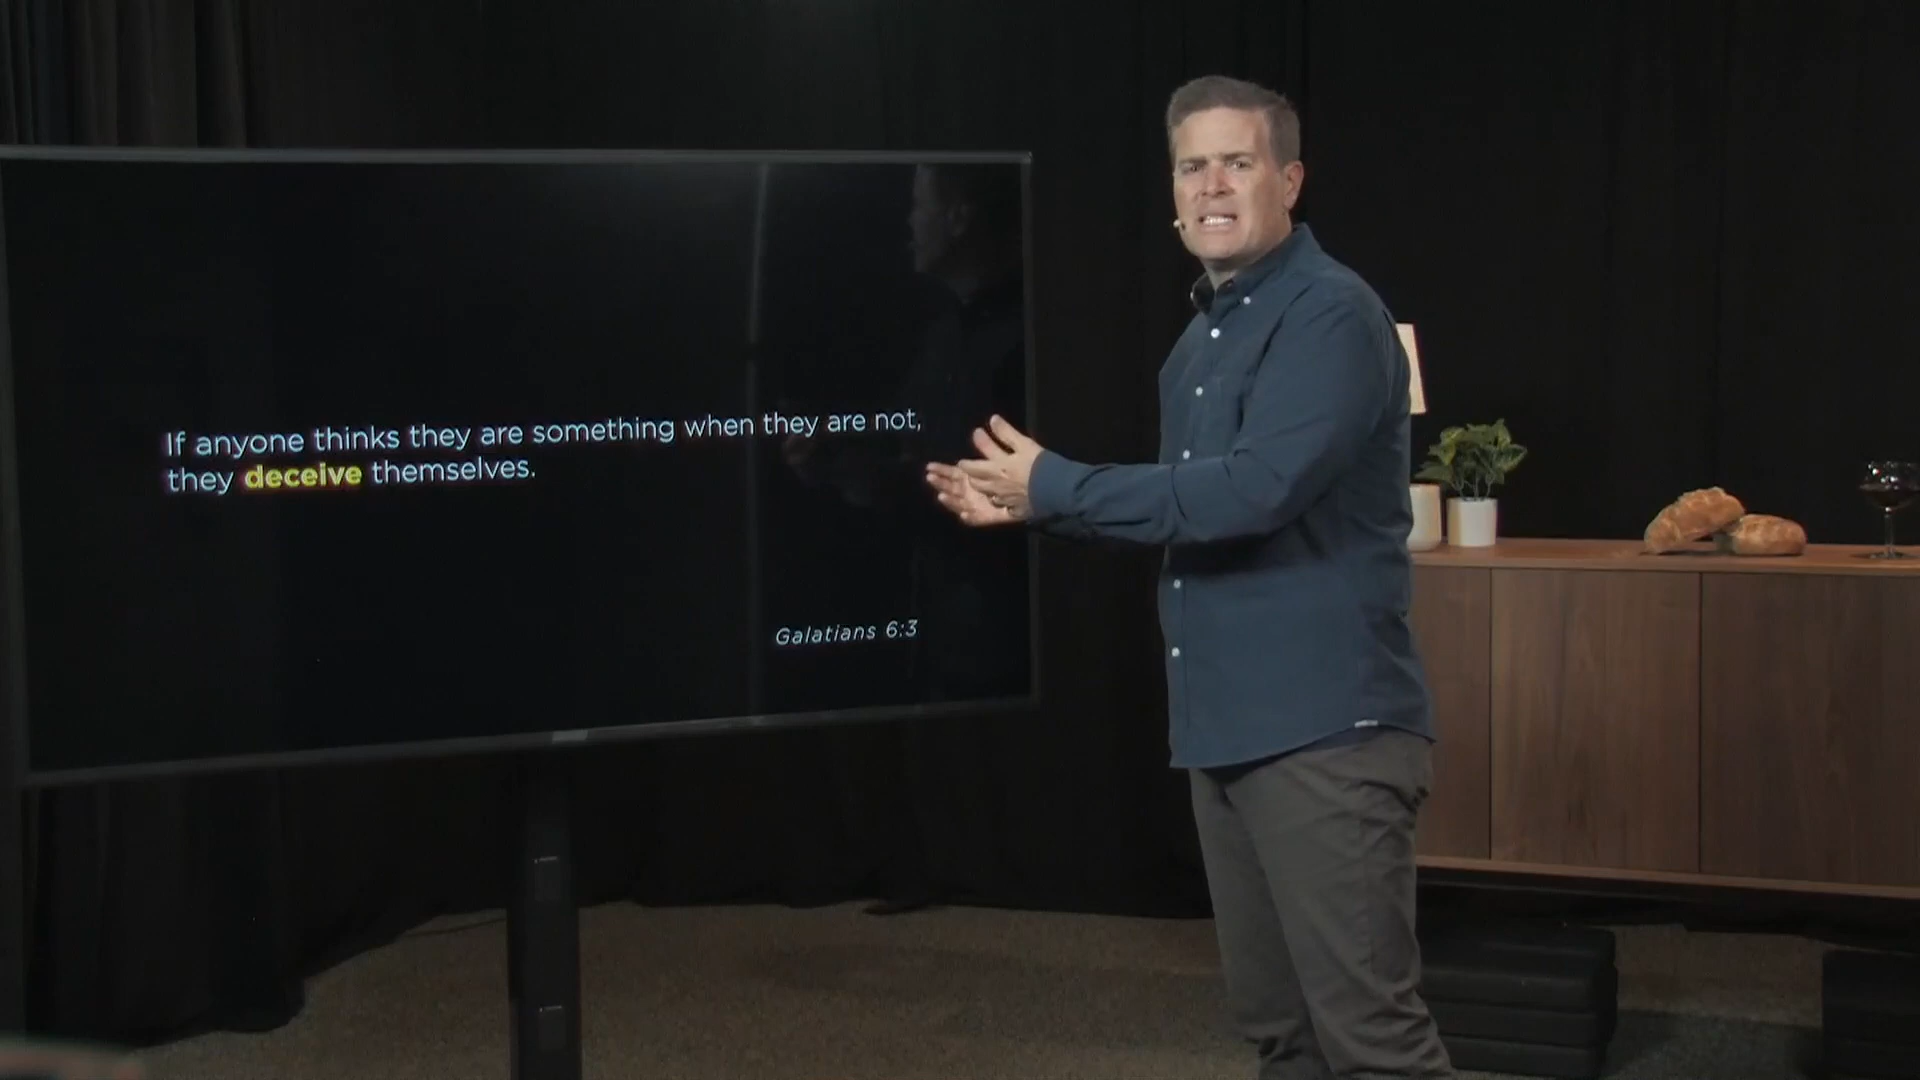 If anyone thinks they are something when they are not,
they deceive themselves.
Galatians 6:3